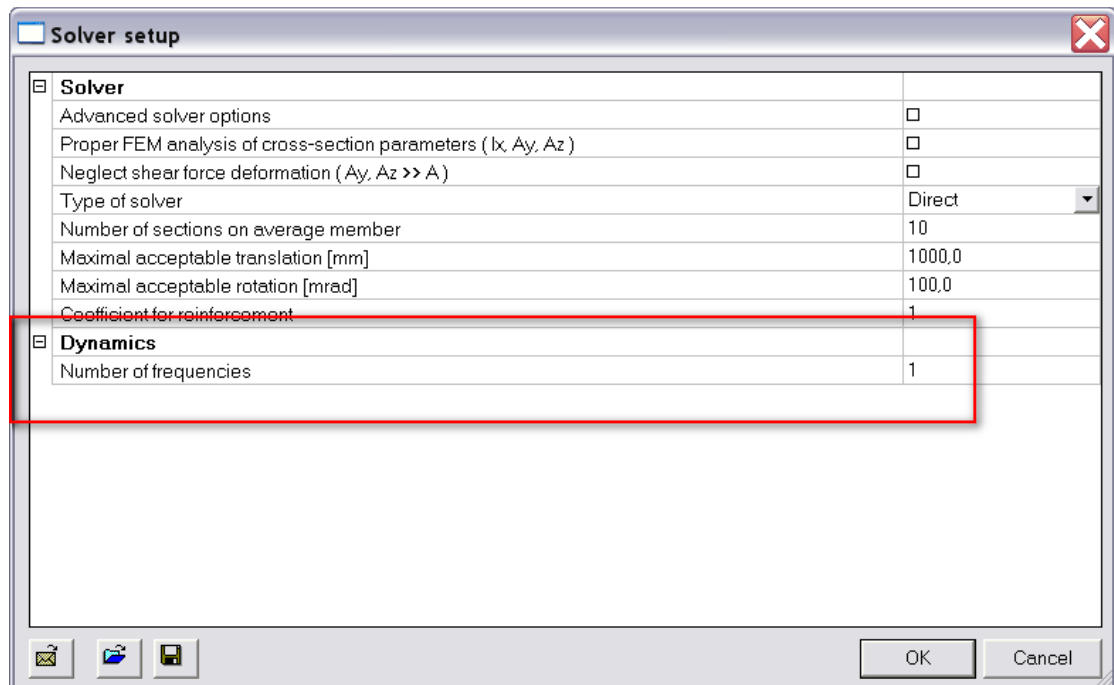 Solver setup
Solver
Advanced solver options
Proper FEM analysis of cross-section parameters ( Ix, Ay, Az )
Neglect shear force deformation ( Ay, Az >> A )
Type of solver Direct
Number of sections on average member 10
Maximal acceptable translation [mm] 1000,0
Maximal acceptable rotation [mrad] 100,0
Coefficient for reinforcement 1
Dynamics
Number of frequencies 1
OK Cancel